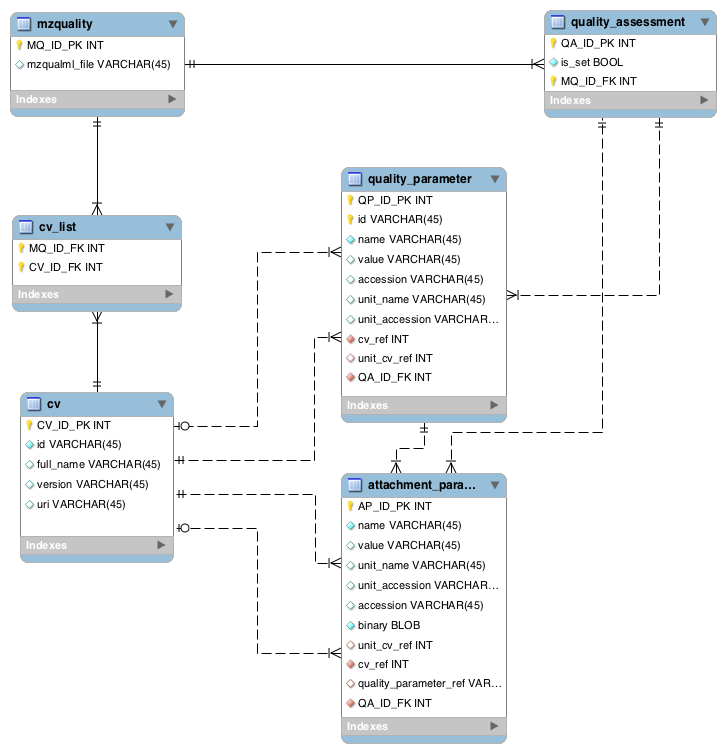 mzquality
MQ_ID_PK INT
mzqualml_file VARCHAR(45)
Indexes
quality_assessment
QA_ID_PK INT
is_set BOOL
MQ_ID_FK INT
Indexes
cv_list
MQ_ID_FK INT
CV_ID_FK INT
Indexes
quality_parameter
QP_ID_PK INT
id VARCHAR(45)
name VARCHAR(45)
value VARCHAR(45)
accession VARCHAR(45)
unit_name VARCHAR(45)
unit_accession VARCHAR...
cv_ref INT
unit_cv_ref INT
QA_ID_FK INT
Indexes
cv
CV_ID_PK INT
id VARCHAR(45)
full_name VARCHAR(45)
version VARCHAR(45)
uri VARCHAR(45)
Indexes
attachment_para...
AP_ID_PK INT
name VARCHAR(45)
value VARCHAR(45)
unit_name VARCHAR(45)
unit_accession VARCHAR...
accession VARCHAR(45)
binary BLOB
unit_cv_ref INT
cv_ref INT
quality_parameter_ref VAR...
QA_ID_FK INT
Indexes